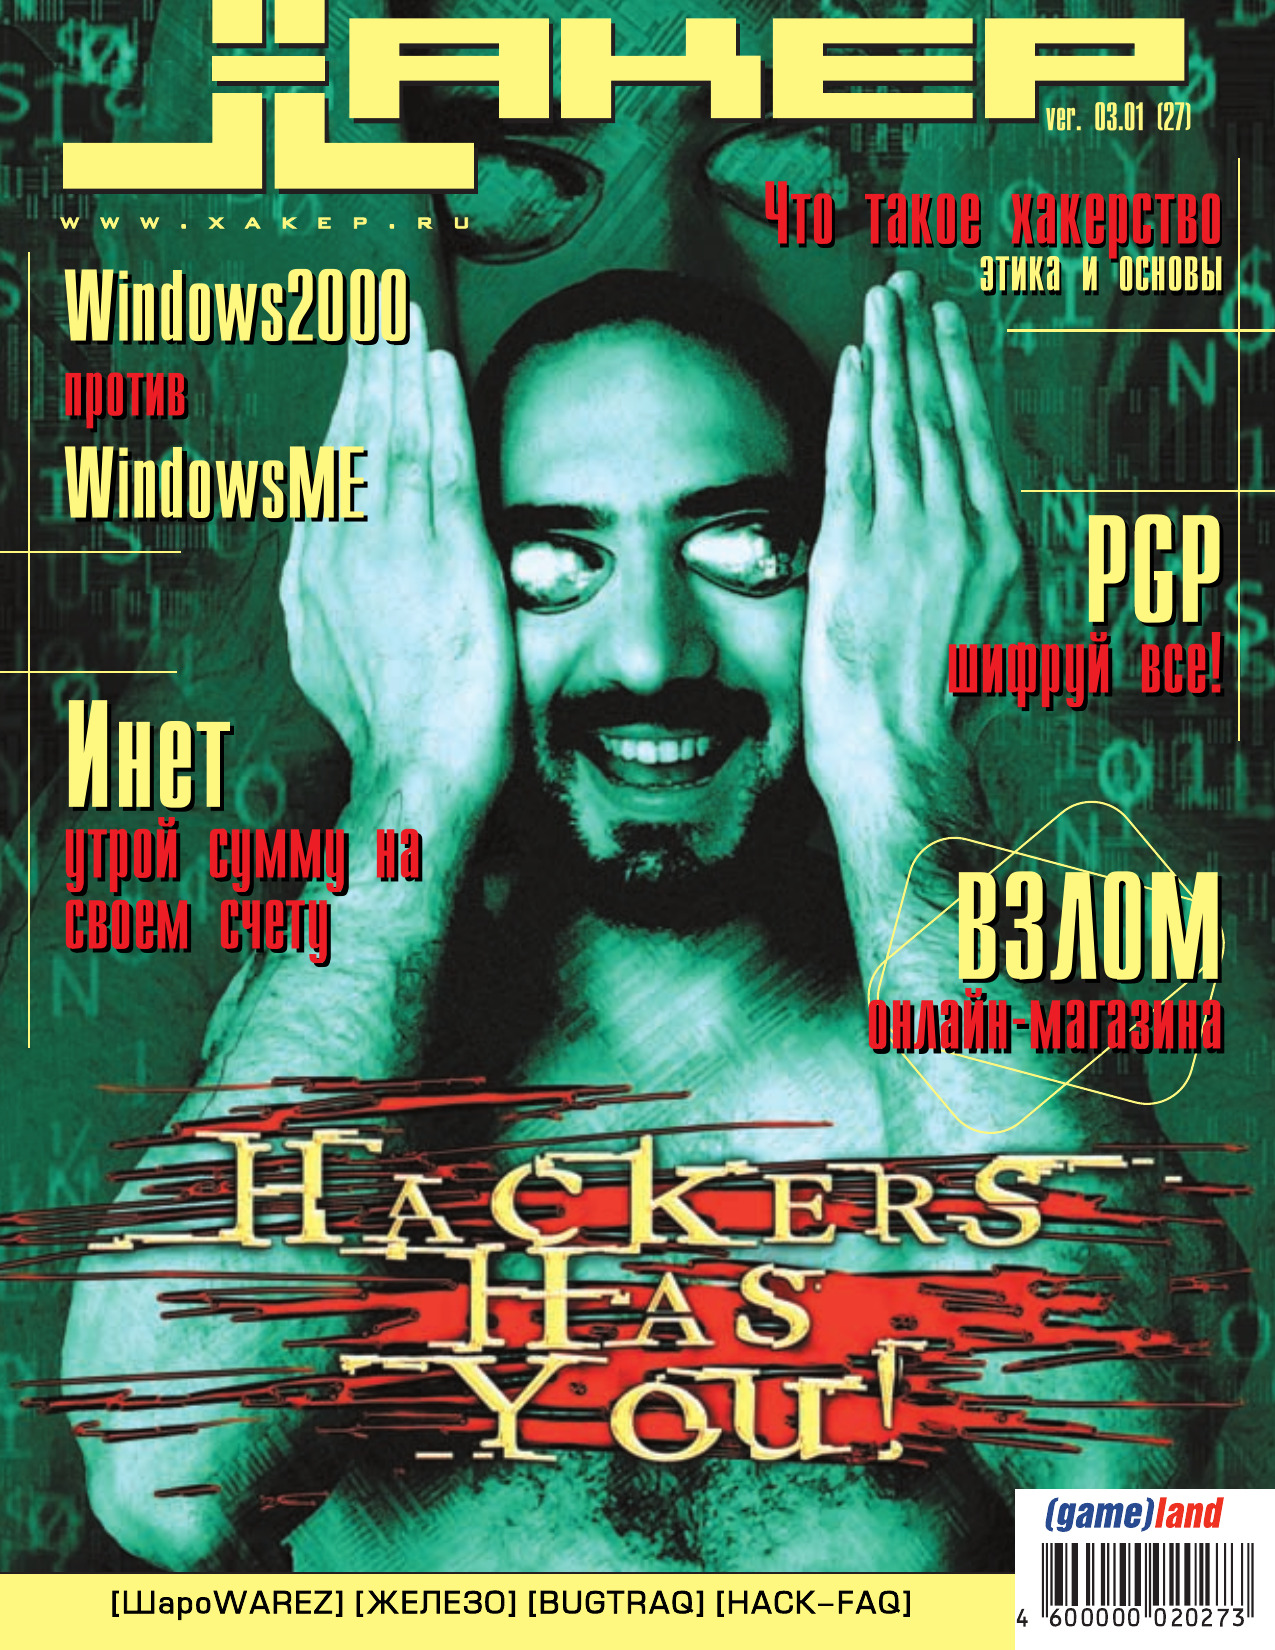 ХАКЕР
ver. 03.01 (27)
WWW.XAKEP.RU
Что такое хакерство
этика и основы
Windows2000
против
WindowsME
PGP
шифруй все!
Инет
утрой сумму на
своем счету
ВЗЛОМ
онлайн-магазина
HACKERS
HAS
YOU!
(game)land
[ШароWAREZ] [ЖЕЛЕЗО] [BUGTRAQ] [HACK-FAQ]
4 600000 020273